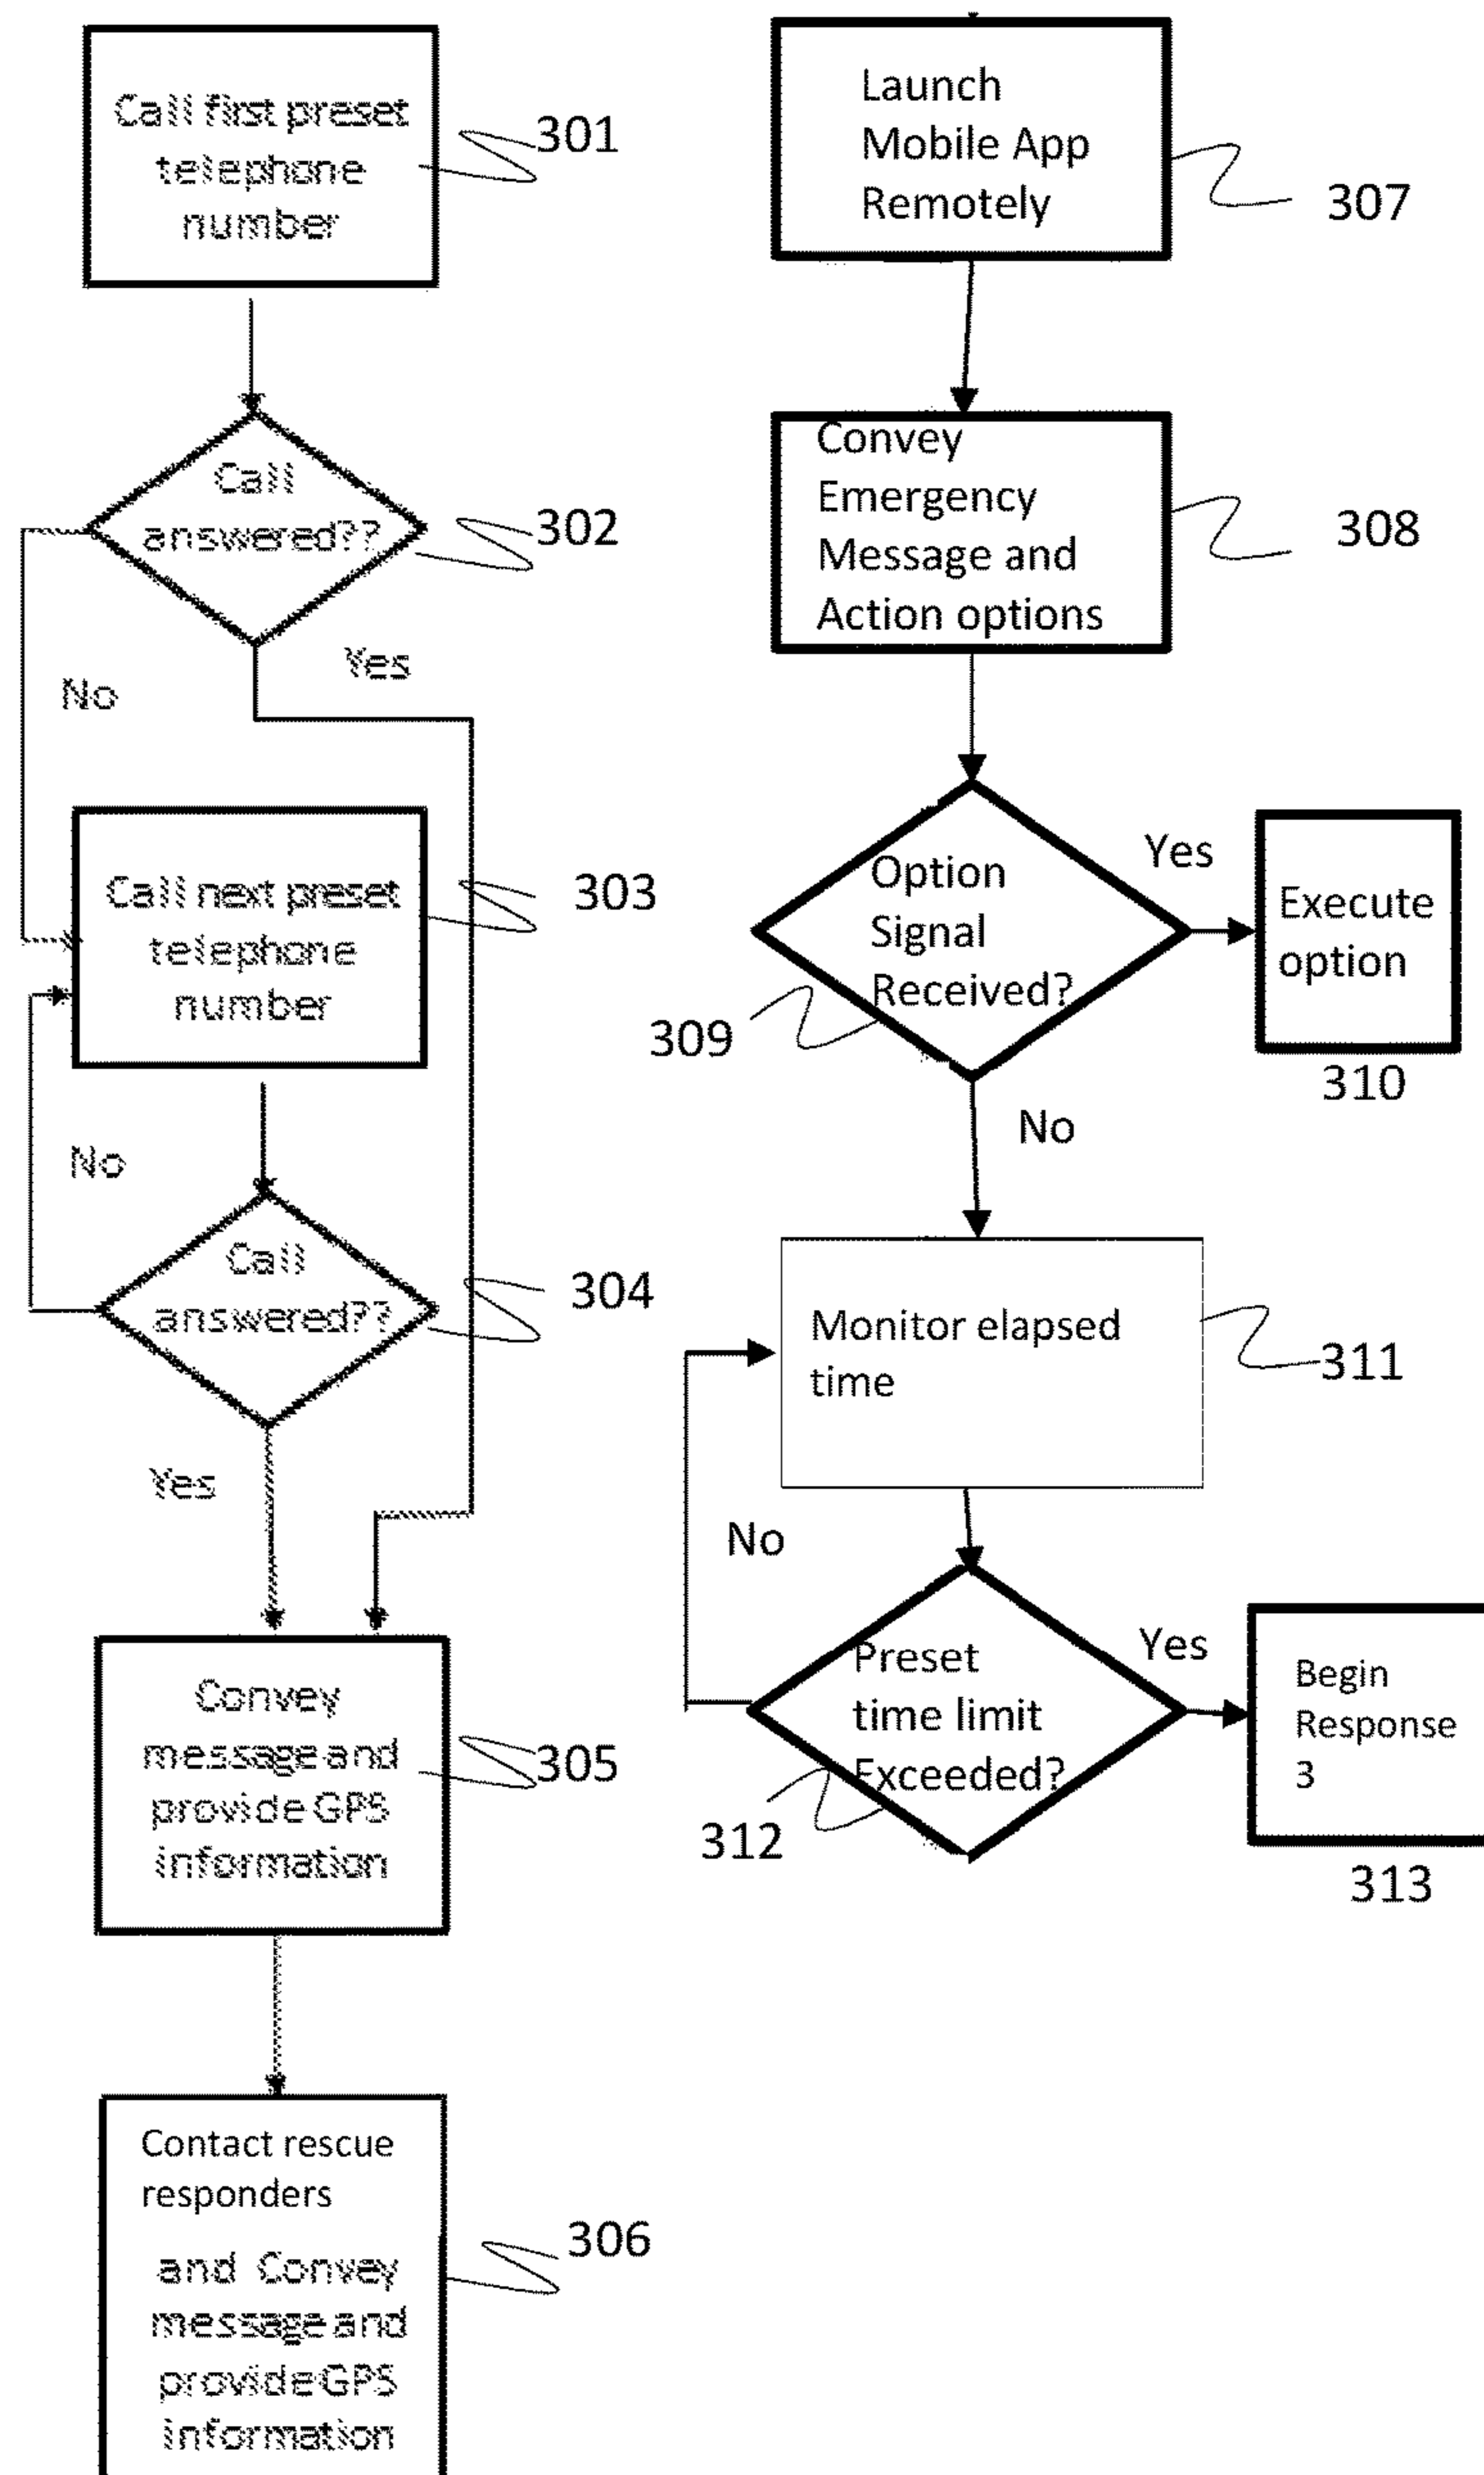 Call first preset
telephone
number
301
Call
answered??
302
Yes
No
Call next preset
telephone
number
303
No
Call
answered??
304
Yes
Convey
message and
provide GPS
information
305
Contact rescue
responders
and Convey
message and
provide GPS
information
306
Launch
Mobile App
Remotely
307
Convey
Emergency
Message and
Action options
308
Option
Signal
Received?
309
Yes
Execute
option
310
No
Monitor elapsed
time
311
No
Preset
time limit
Exceeded?
312
Yes
Begin
Response
3
313